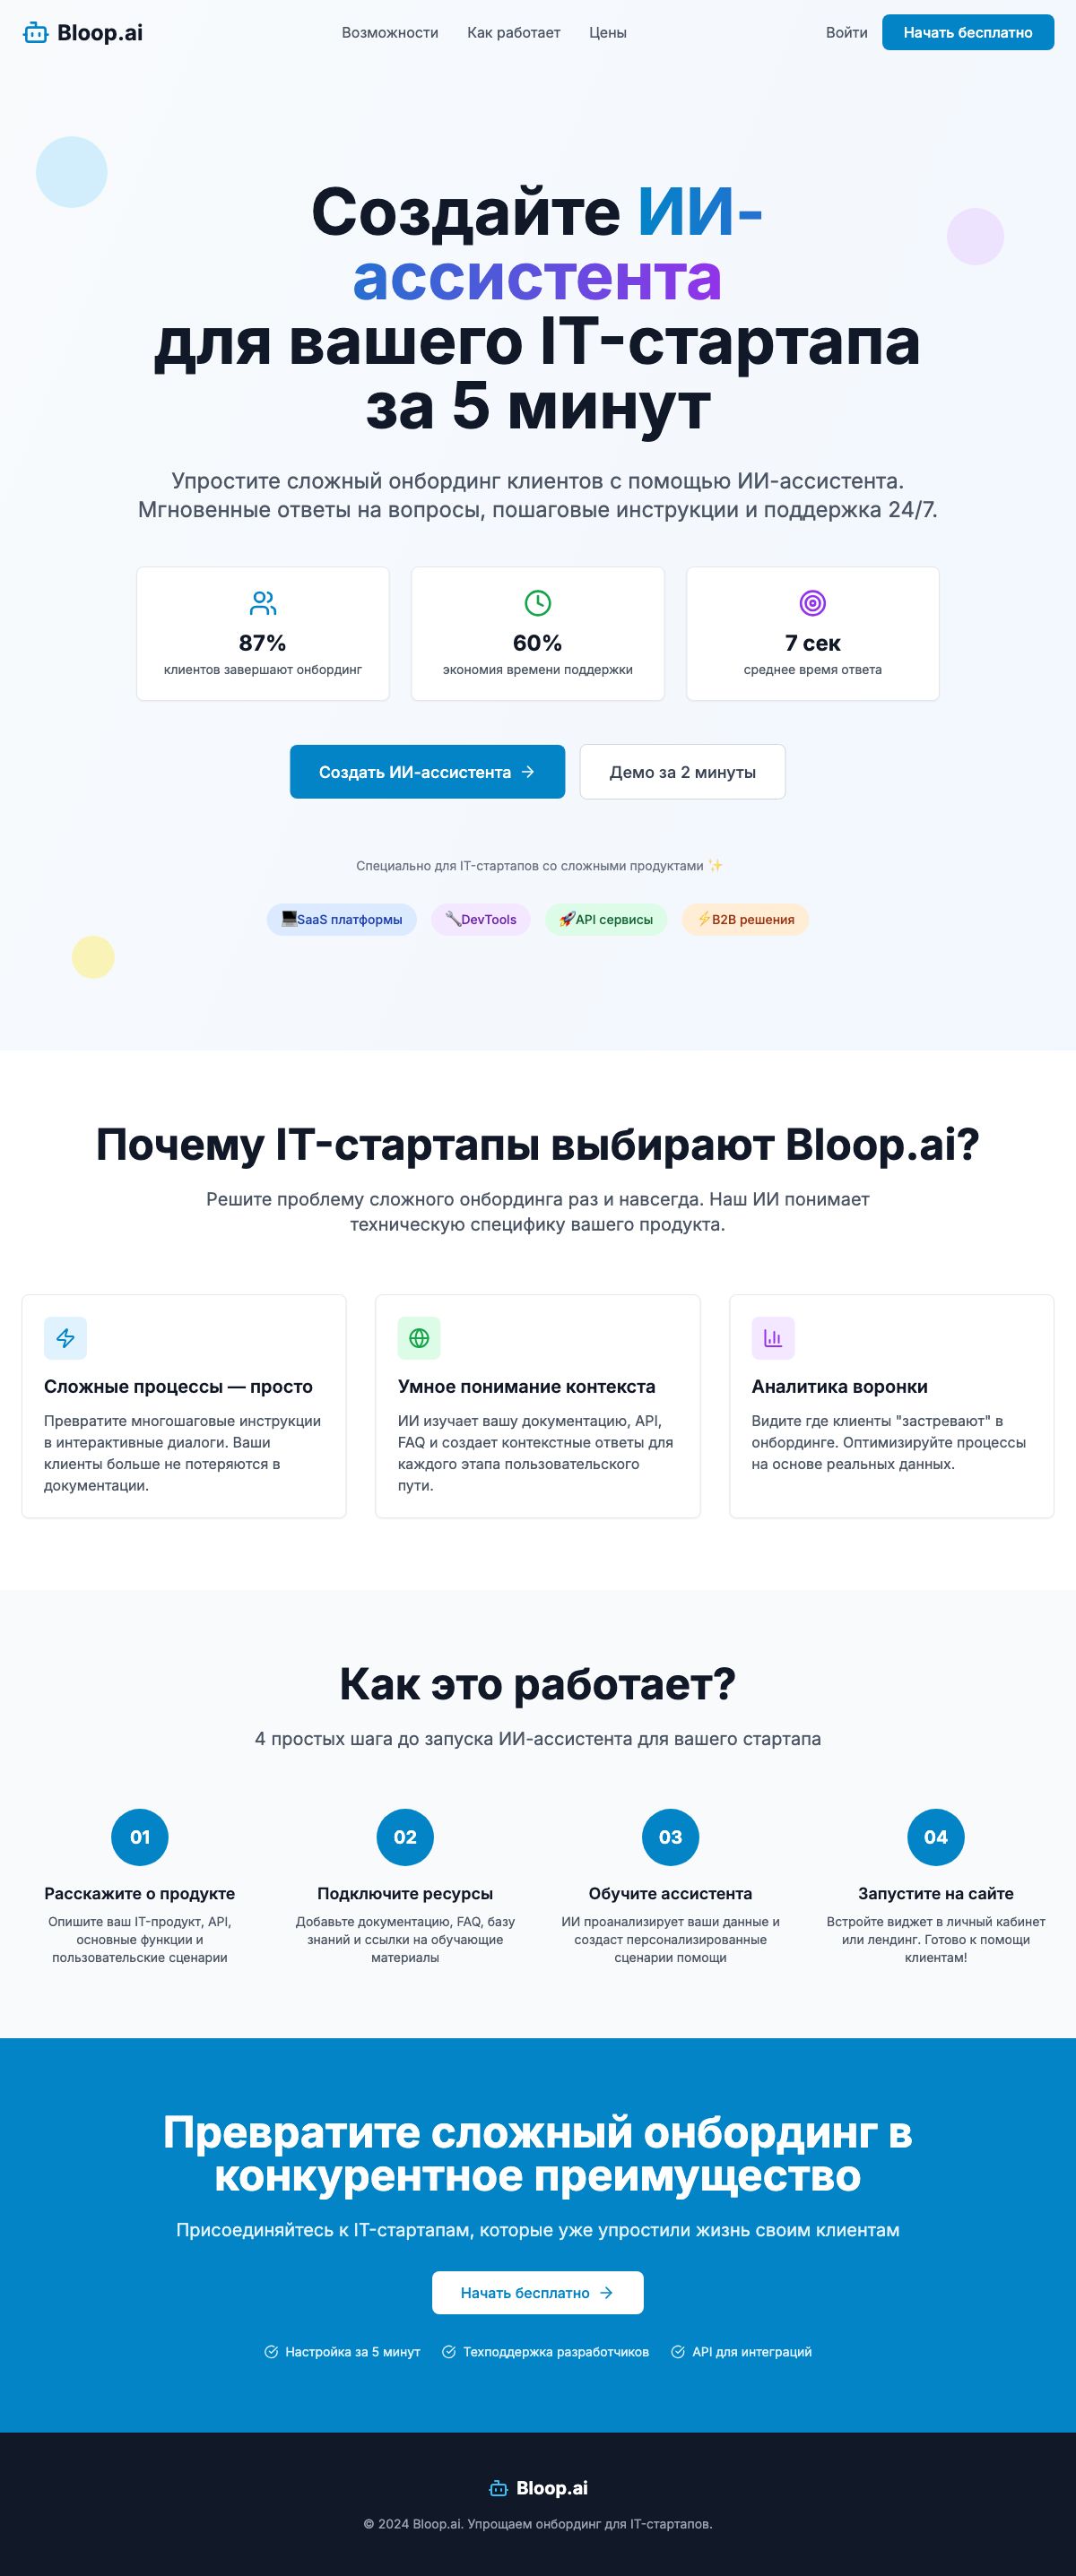 Bloop.ai
Возможности
Как работает
Цены
Войти
Начать бесплатно
Создайте ИИ-
ассистента
для вашего IT-стартапа
за 5 минут
Упростите сложный онбординг клиентов с помощью ИИ-ассистента.
Мгновенные ответы на вопросы, пошаговые инструкции и поддержка 24/7.
87%
клиентов завершают онбординг
60%
экономия времени поддержки
7 сек
среднее время ответа
Создать ИИ-ассистента →
Демо за 2 минуты
Специально для IT-стартапов со сложными продуктами ✨
💻SaaS платформы
🔧DevTools
🚀API сервисы
⚡B2B решения
Почему IT-стартапы выбирают Bloop.ai?
Решите проблему сложного онбординга раз и навсегда. Наш ИИ понимает
техническую специфику вашего продукта.
Сложные процессы — просто
Превратите многошаговые инструкции
в интерактивные диалоги. Ваши
клиенты больше не потеряются в
документации.
Умное понимание контекста
ИИ изучает вашу документацию, API,
FAQ и создает контекстные ответы для
каждого этапа пользовательского
пути.
Аналитика воронки
Видите где клиенты "застревают" в
онбординге. Оптимизируйте процессы
на основе реальных данных.
Как это работает?
4 простых шага до запуска ИИ-ассистента для вашего стартапа
01
Расскажите о продукте
Опишите ваш IT-продукт, API,
основные функции и
пользовательские сценарии
02
Подключите ресурсы
Добавьте документацию, FAQ, базу
знаний и ссылки на обучающие
материалы
03
Обучите ассистента
ИИ проанализирует ваши данные и
создаст персонализированные
сценарии помощи
04
Запустите на сайте
Встройте виджет в личный кабинет
или лендинг. Готово к помощи
клиентам!
Превратите сложный онбординг в
конкурентное преимущество
Присоединяйтесь к IT-стартапам, которые уже упростили жизнь своим клиентам
Начать бесплатно →
Настройка за 5 минут
Техподдержка разработчиков
API для интеграций
Bloop.ai
© 2024 Bloop.ai. Упрощаем онбординг для IT-стартапов.